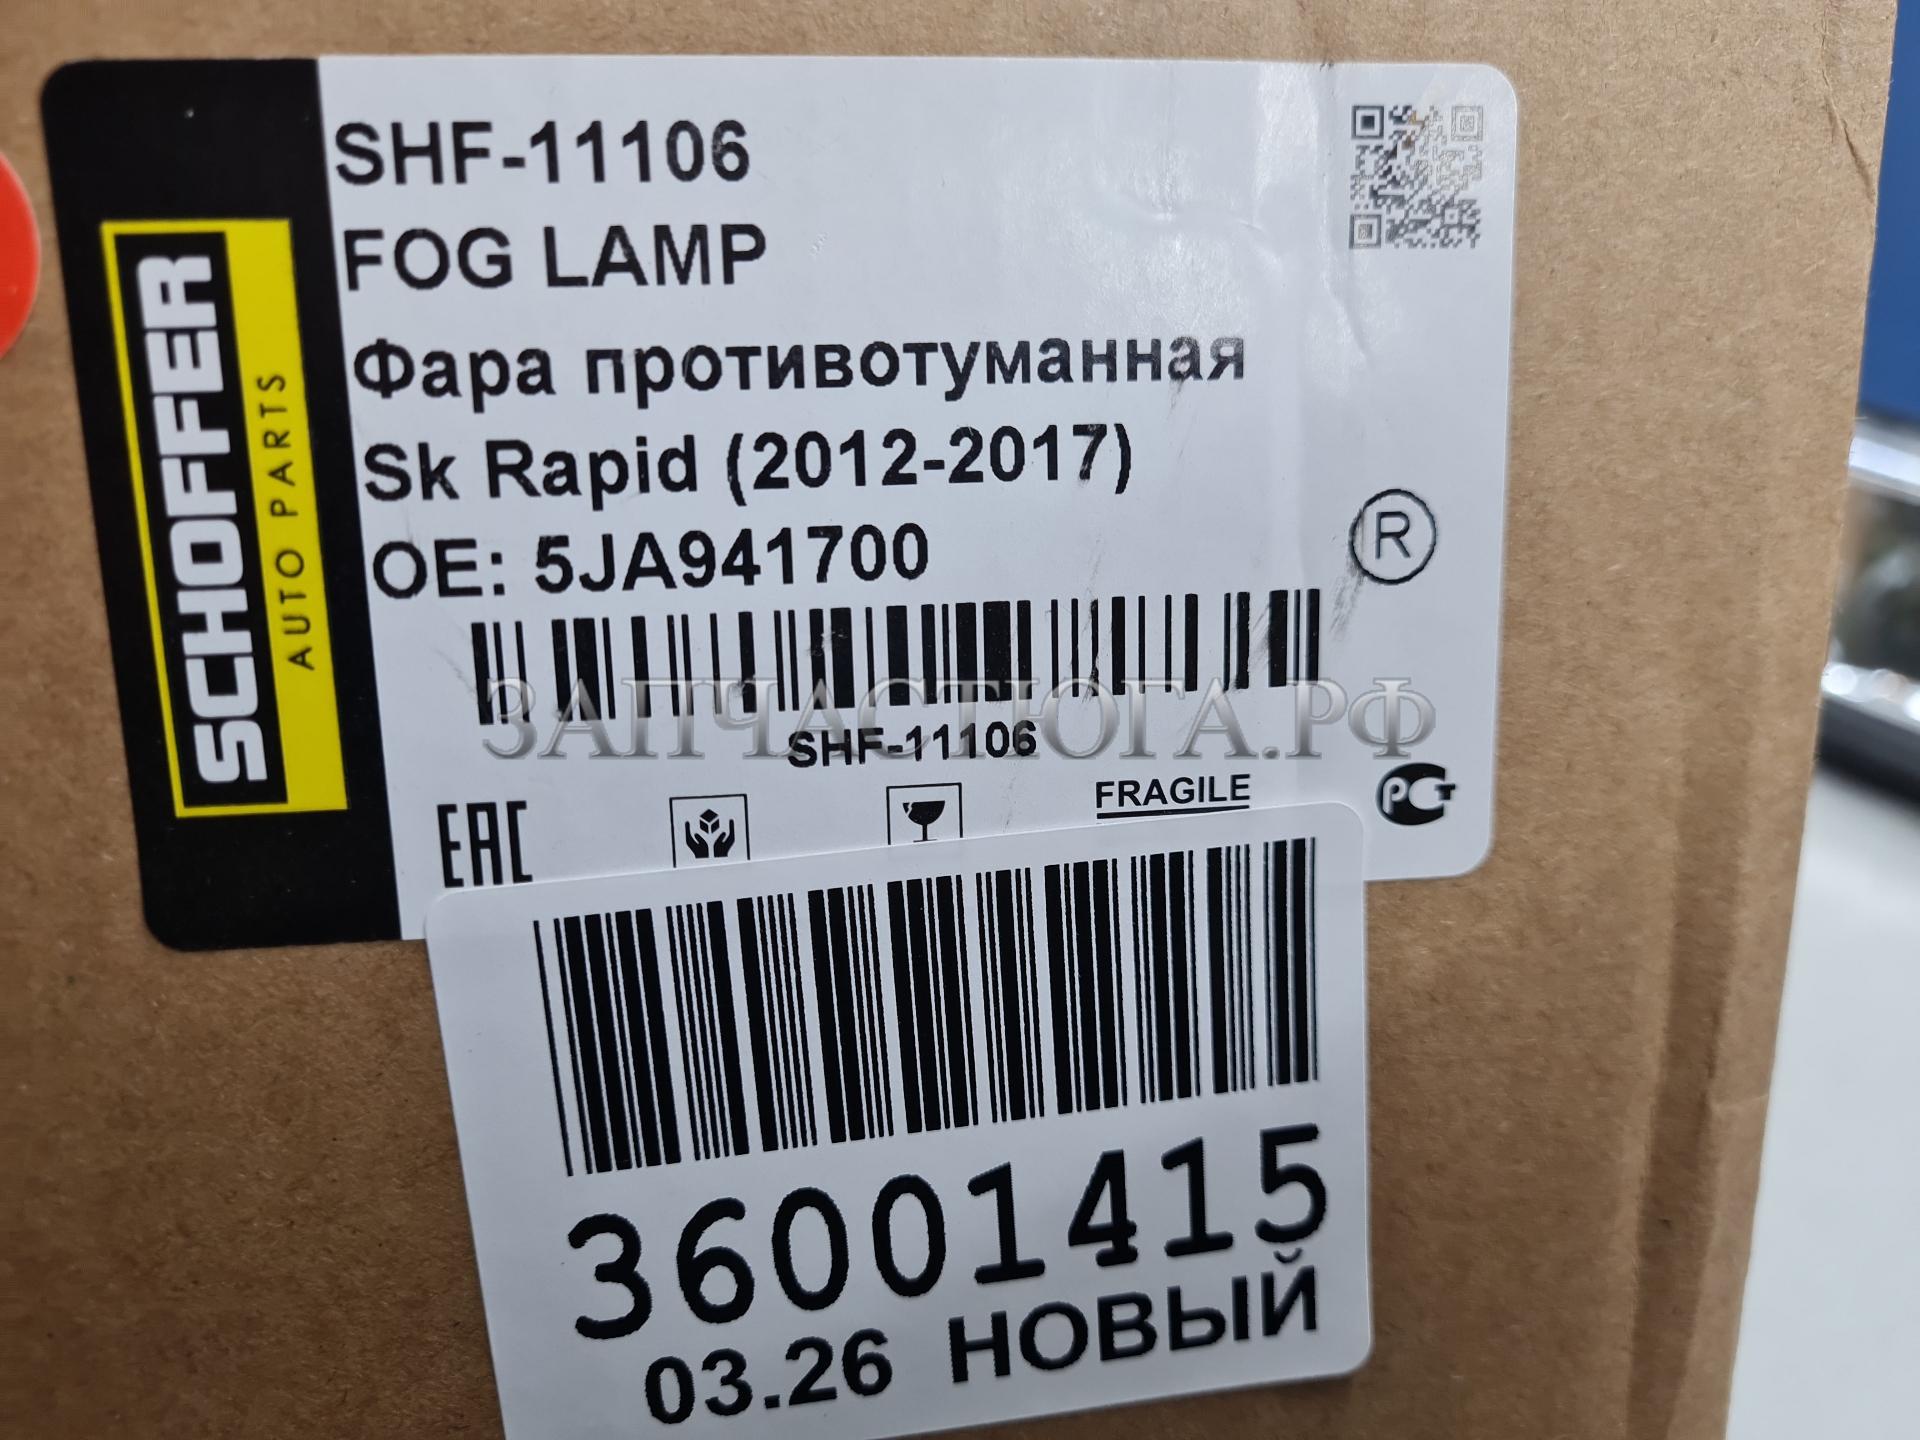 SCHOFFER
AUTO PARTS
SHF-11106
FOG LAMP
Фара противотуманная
Sk Rapid (2012-2017)
OE: 5JA941700
R
ЗАПЧАСТЮГА.РФ
SHF-11106
EAC
FRAGILE
РСТ
36001415
03.26 НОВЫЙ